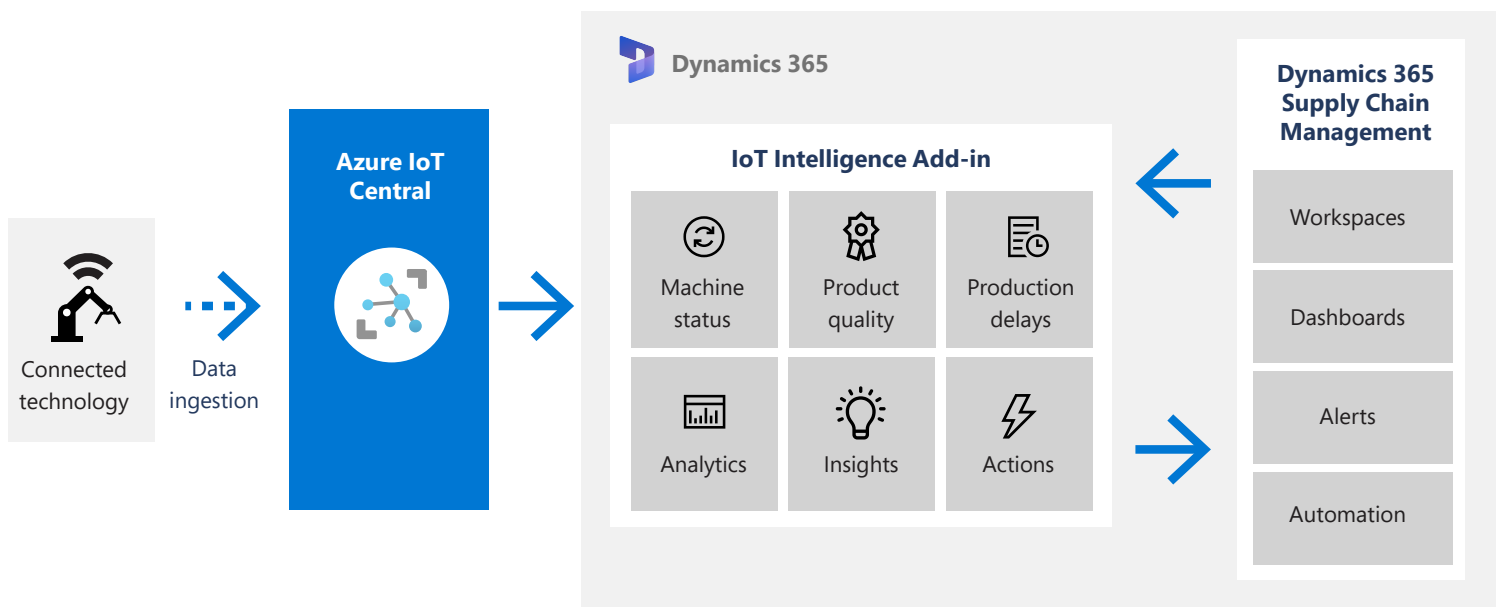 Connected
technology
Data
ingestion
Azure IoT
Central
Dynamics 365
IoT Intelligence Add-in
Machine
status
Product
quality
Production
delays
Analytics
Insights
Actions
Dynamics 365
Supply Chain
Management
Workspaces
Dashboards
Alerts
Automation